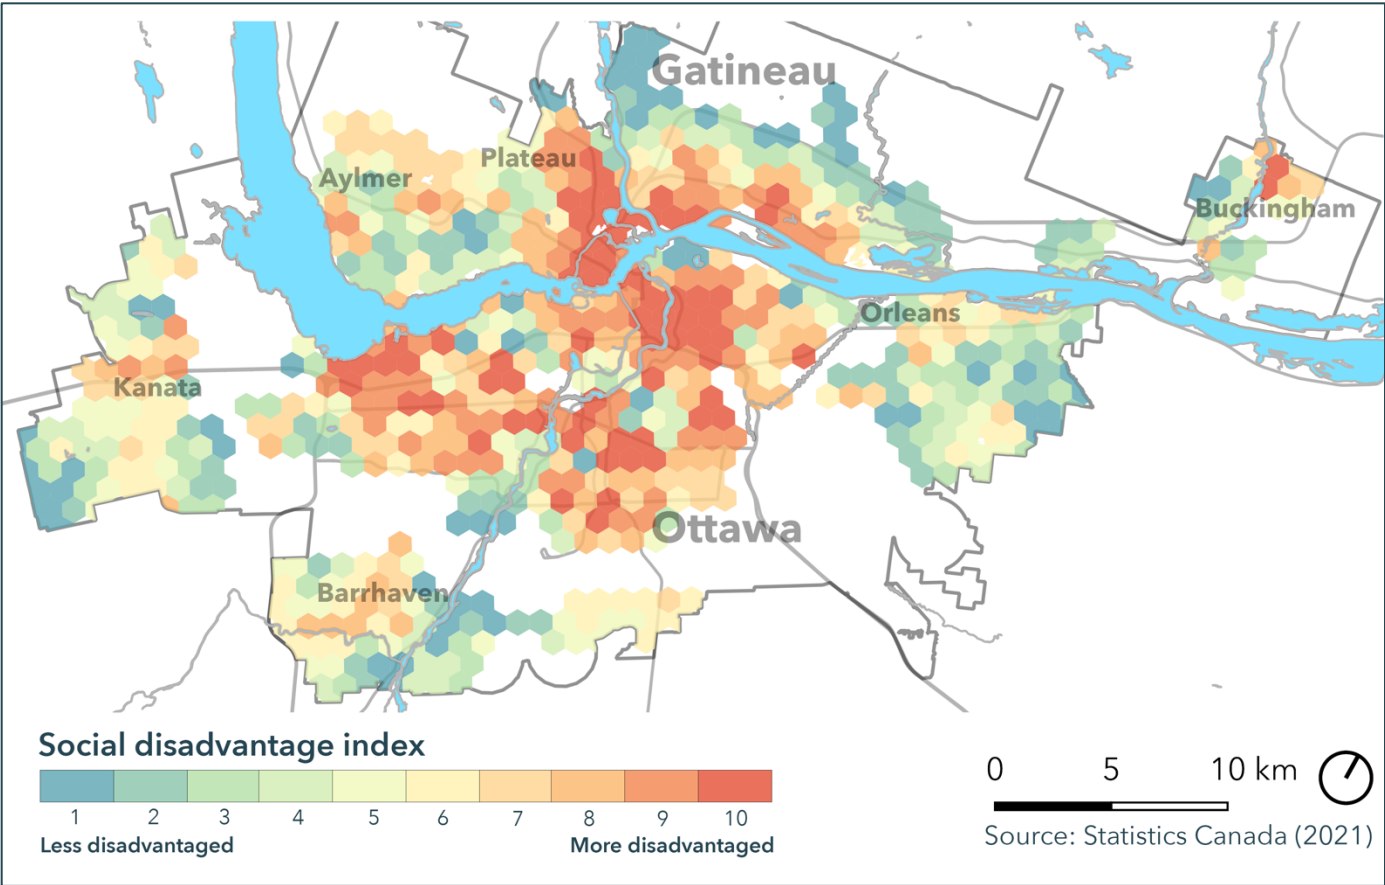 Gatineau
Plateau
Aylmer
Buckingham
Orleans
Kanata
Ottawa
Barrhaven
Social disadvantage index
1 2 3 4 5 6 7 8 9 10
Less disadvantaged More disadvantaged
0 5 10 km
Source: Statistics Canada (2021)